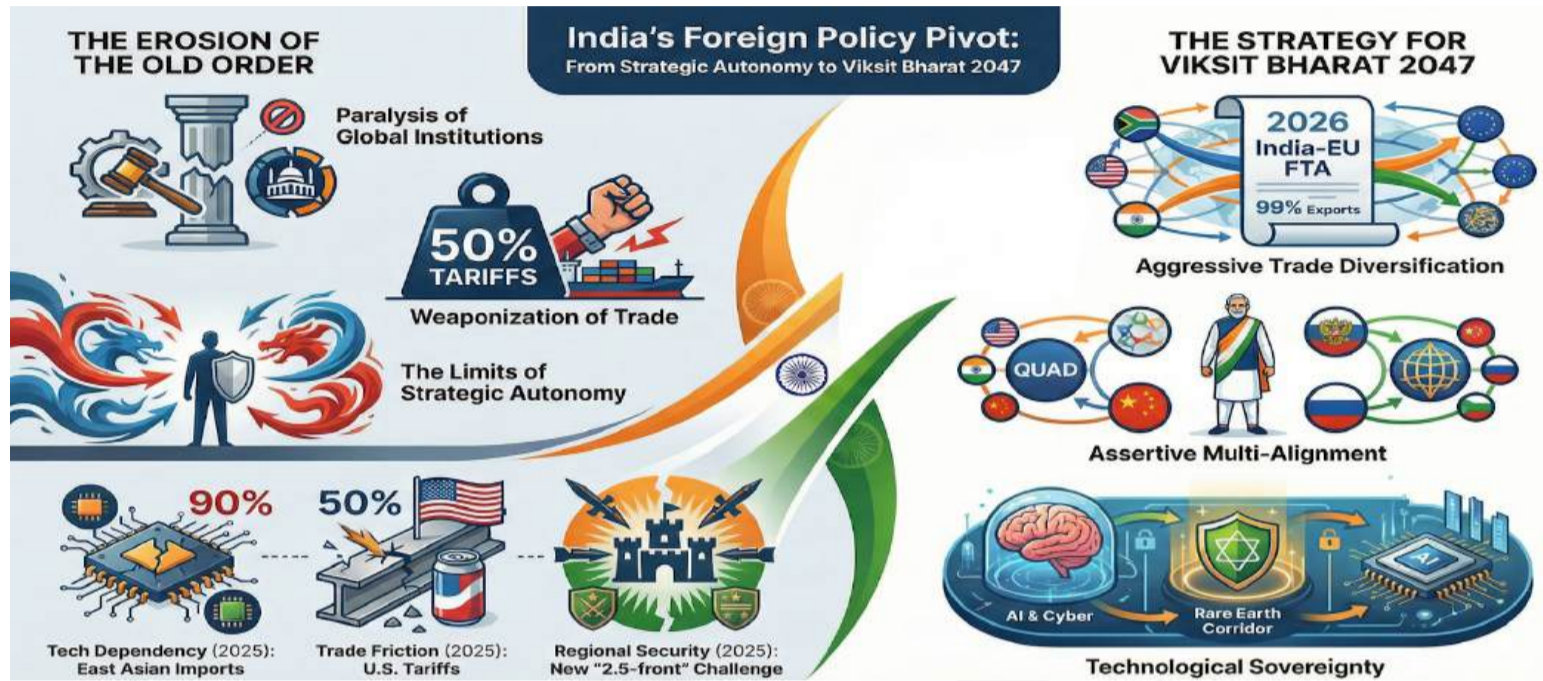 India's Foreign Policy Pivot:
From Strategic Autonomy to Viksit Bharat 2047
THE EROSION OF
THE OLD ORDER
Paralysis of
Global Institutions
50%
TARIFFS
Weaponization of Trade
The Limits of
Strategic Autonomy
90%
Tech Dependency (2025):
East Asian Imports
50%
Trade Friction (2025):
U.S. Tariffs
Regional Security (2025):
New "2.5-front" Challenge
THE STRATEGY FOR
VIKSIT BHARAT 2047
2026
India-EU
FTA
99% Exports
Aggressive Trade Diversification
QUAD
Assertive Multi-Alignment
AI & Cyber
Rare Earth
Corridor
AI
Technological Sovereignty